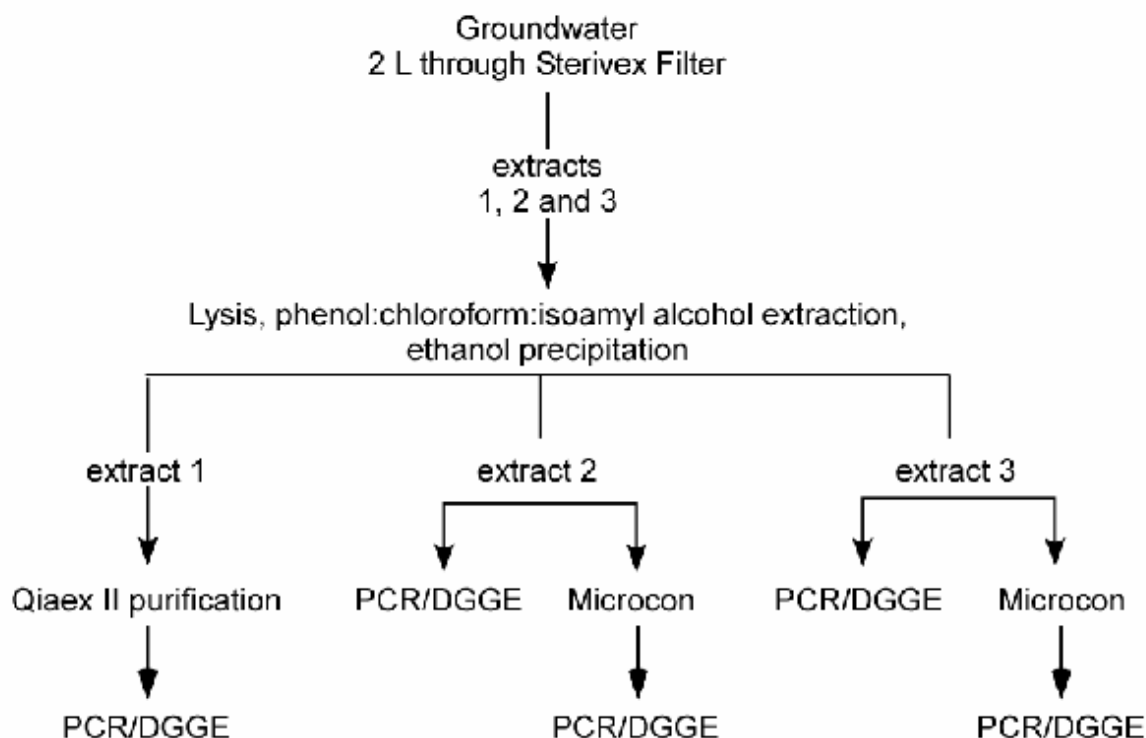 Groundwater
2 L through Sterivex Filter
extracts
1, 2 and 3
Lysis, phenol:chloroform:isoamyl alcohol extraction,
ethanol precipitation
extract 1
extract 2
extract 3
Qiaex II purification
PCR/DGGE
Microcon
PCR/DGGE
Microcon
PCR/DGGE
PCR/DGGE
PCR/DGGE